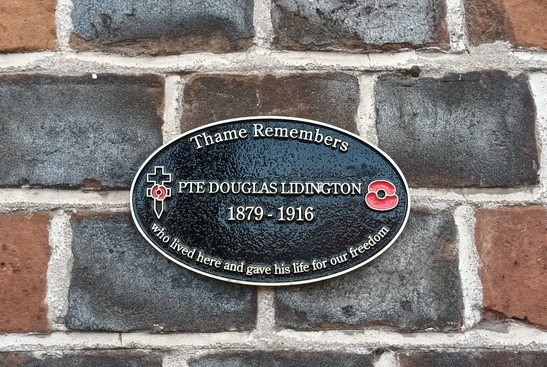 Thame Remembers
PTE DOUGLAS LIDINGTON
1879 - 1916
who lived here and gave his life for our freedom